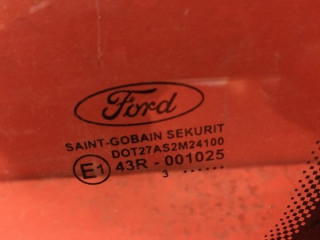 Ford
SAINT-GOBAIN SEKURIT
DOT27AS2M24100
E1 43R - 001025
3 ......